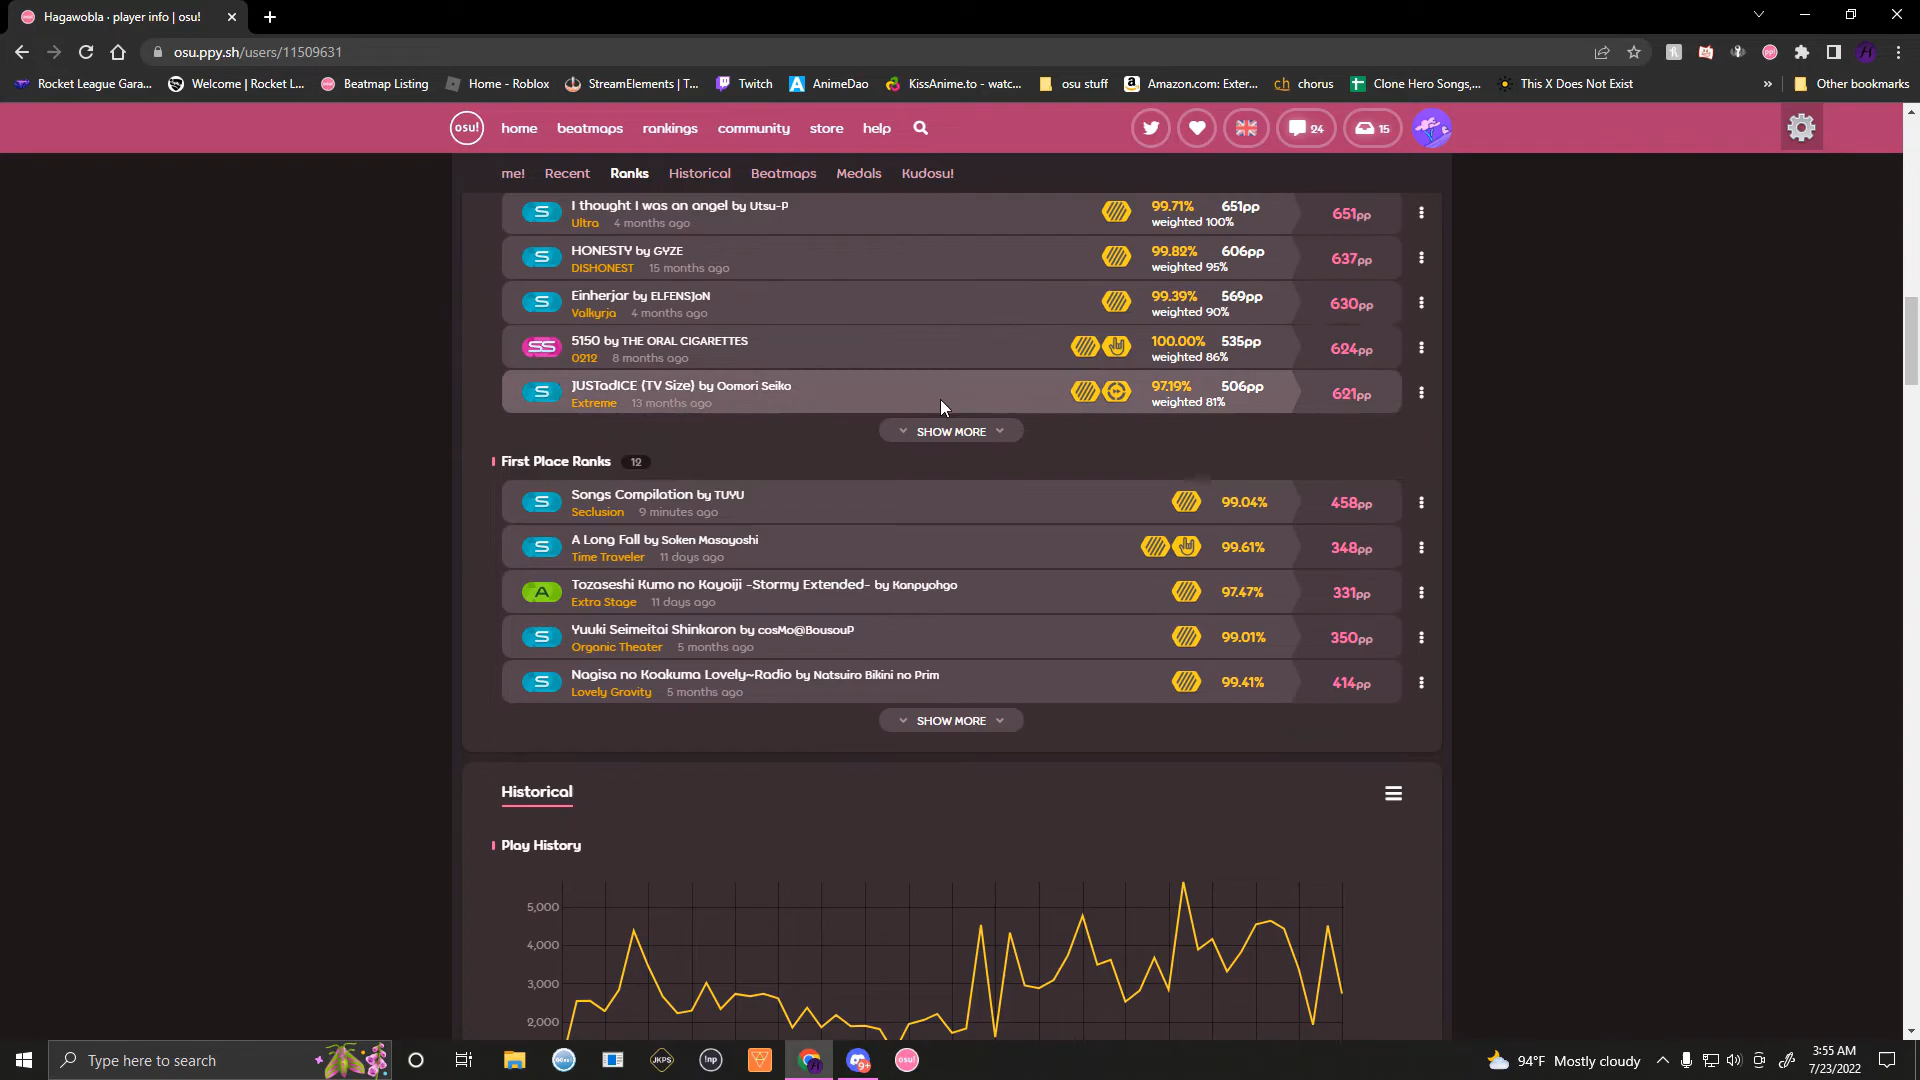 Hagawobla · player info | osu!
osu.ppy.sh/users/11509631
Rocket League Gara... Welcome | Rocket L... Beatmap Listing Home - Roblox StreamElements | T... Twitch AnimeDao KissAnime.to - watc... osu stuff Amazon.com: Exter... chorus Clone Hero Songs,... This X Does Not Exist » Other bookmarks
osu! home beatmaps rankings community store help 24 15
me! Recent Ranks Historical Beatmaps Medals Kudosu!
S I thought I was an angel by Utsu-P 99.71% 651pp 651pp
Ultra 4 months ago weighted 100%
S HONESTY by GYZE 99.82% 606pp 637pp
DISHONEST 15 months ago weighted 95%
S Einherjar by ELFENSJoN 99.39% 569pp 630pp
Valkyrja 4 months ago weighted 90%
SS 5150 by THE ORAL CIGARETTES 100.00% 535pp 624pp
0212 8 months ago weighted 86%
S JUSTadICE (TV Size) by Oomori Seiko 97.19% 506pp 621pp
Extreme 13 months ago weighted 81%
SHOW MORE
First Place Ranks 12
S Songs Compilation by TUYU 99.04% 458pp
Seclusion 9 minutes ago
S A Long Fall by Soken Masayoshi 99.61% 348pp
Time Traveler 11 days ago
A Tozaseshi Kumo no Kayoiji -Stormy Extended- by Kanpyohgo 97.47% 331pp
Extra Stage 11 days ago
S Yuuki Seimeitai Shinkaron by cosMo@BousouP 99.01% 350pp
Organic Theater 5 months ago
S Nagisa no Koakuma Lovely~Radio by Natsuiro Bikini no Prim 99.41% 414pp
Lovely Gravity 5 months ago
SHOW MORE
Historical
Play History
5,000
4,000
3,000
2,000
Type here to search JKPS !np 9+ 94°F Mostly cloudy 3:55 AM
7/23/2022